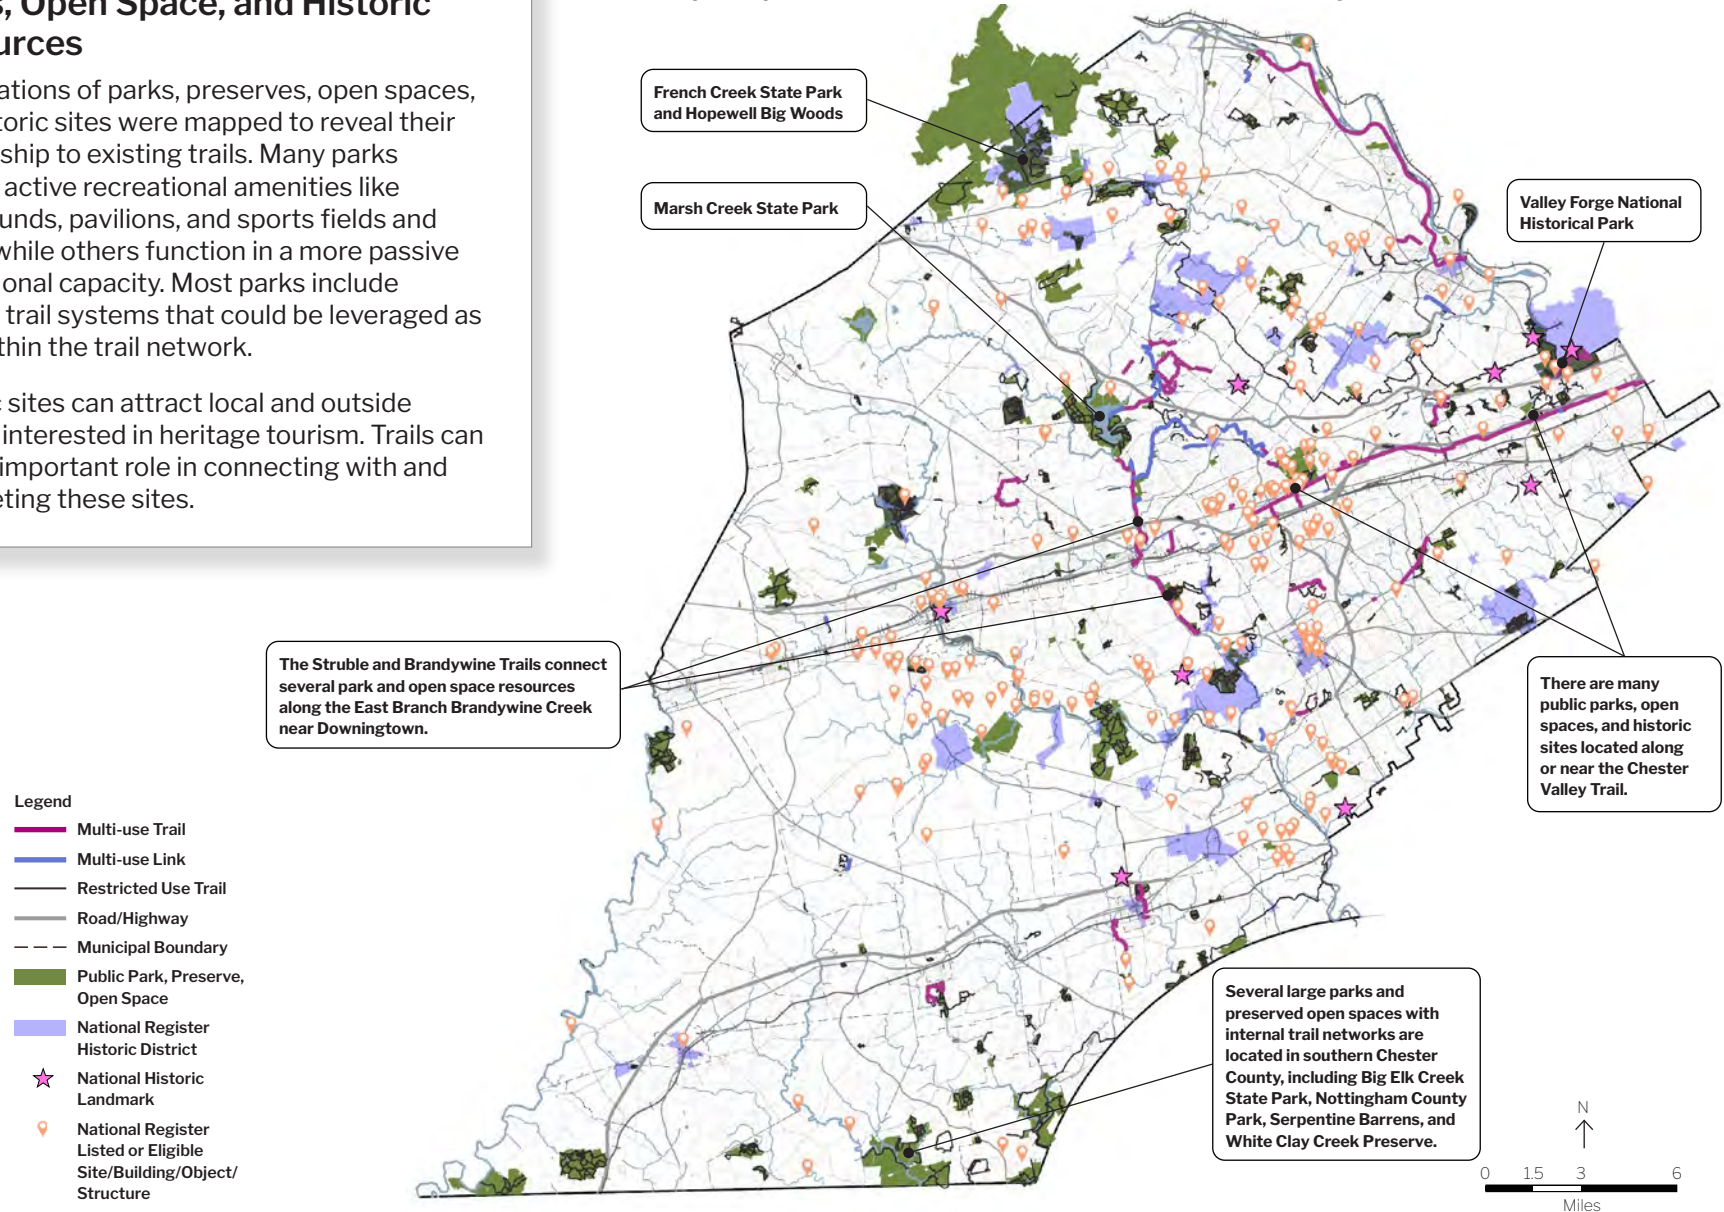 s, Open Space, and Historic
urces
ations of parks, preserves, open spaces,
toric sites were mapped to reveal their
ship to existing trails. Many parks
active recreational amenities like
unds, pavilions, and sports fields and
while others function in a more passive
onal capacity. Most parks include
trail systems that could be leveraged as
thin the trail network.
c sites can attract local and outside
interested in heritage tourism. Trails can
important role in connecting with and
eting these sites.
French Creek State Park
and Hopewell Big Woods
Marsh Creek State Park
Valley Forge National
Historical Park
The Struble and Brandywine Trails connect
several park and open space resources
along the East Branch Brandywine Creek
near Downingtown.
There are many
public parks, open
spaces, and historic
sites located along
or near the Chester
Valley Trail.
Several large parks and
preserved open spaces with
internal trail networks are
located in southern Chester
County, including Big Elk Creek
State Park, Nottingham County
Park, Serpentine Barrens, and
White Clay Creek Preserve.
Legend
Multi-use Trail
Multi-use Link
Restricted Use Trail
Road/Highway
Municipal Boundary
Public Park, Preserve,
Open Space
National Register
Historic District
National Historic
Landmark
National Register
Listed or Eligible
Site/Building/Object/
Structure
N
0 1.5 3 6
Miles